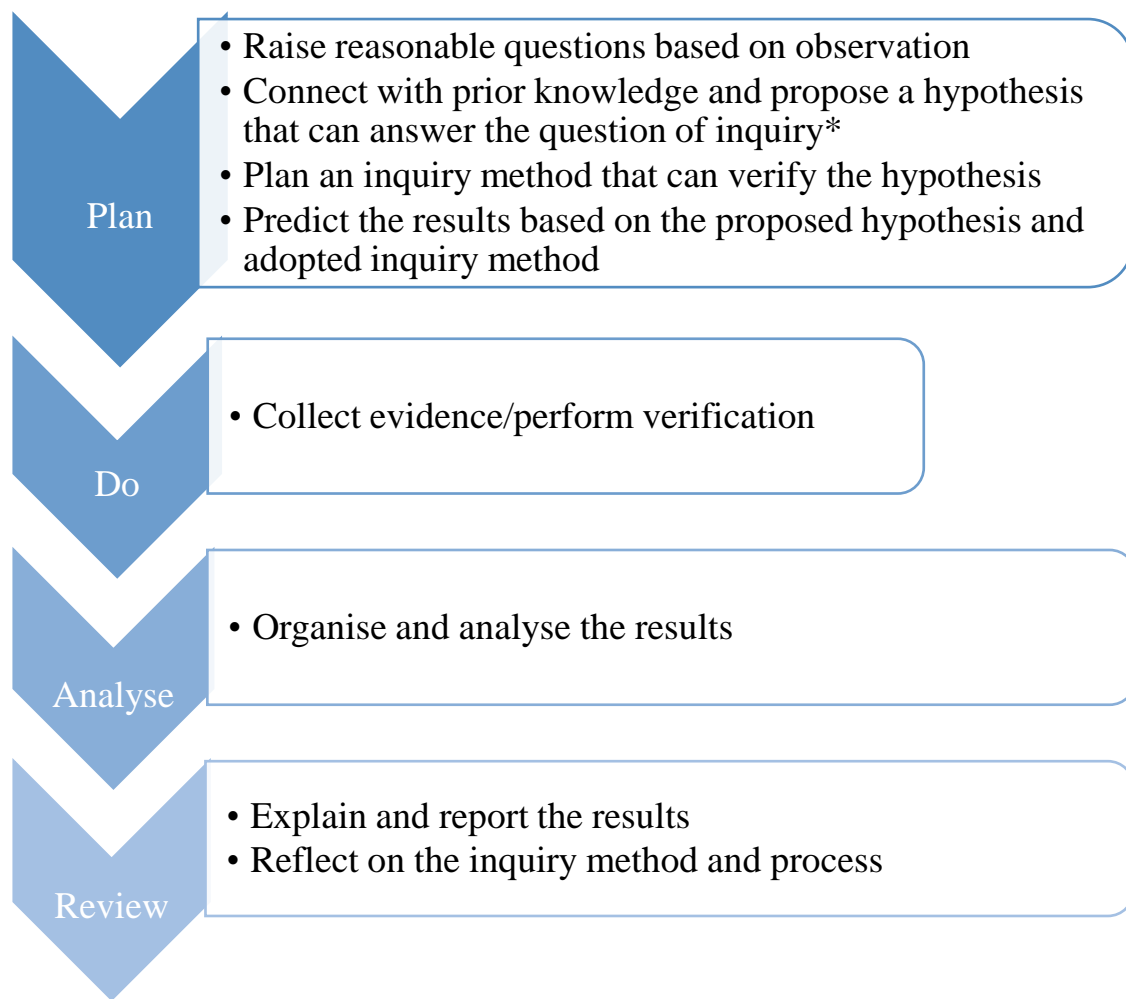 Plan
• Raise reasonable questions based on observation
• Connect with prior knowledge and propose a hypothesis
that can answer the question of inquiry*
• Plan an inquiry method that can verify the hypothesis
• Predict the results based on the proposed hypothesis and
adopted inquiry method
Do
• Collect evidence/perform verification
Analyse
• Organise and analyse the results
Review
• Explain and report the results
• Reflect on the inquiry method and process